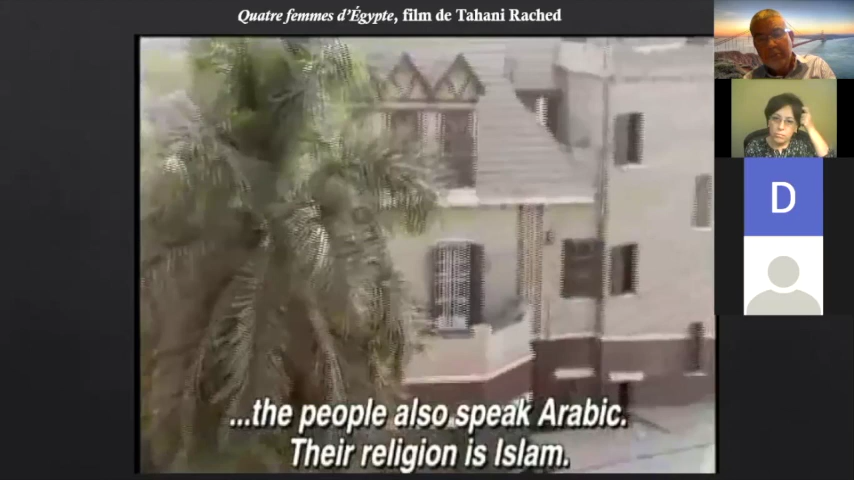 Quatre femmes d'Égypte, film de Tahani Rached
D
...the people also speak Arabic.
Their religion is Islam.